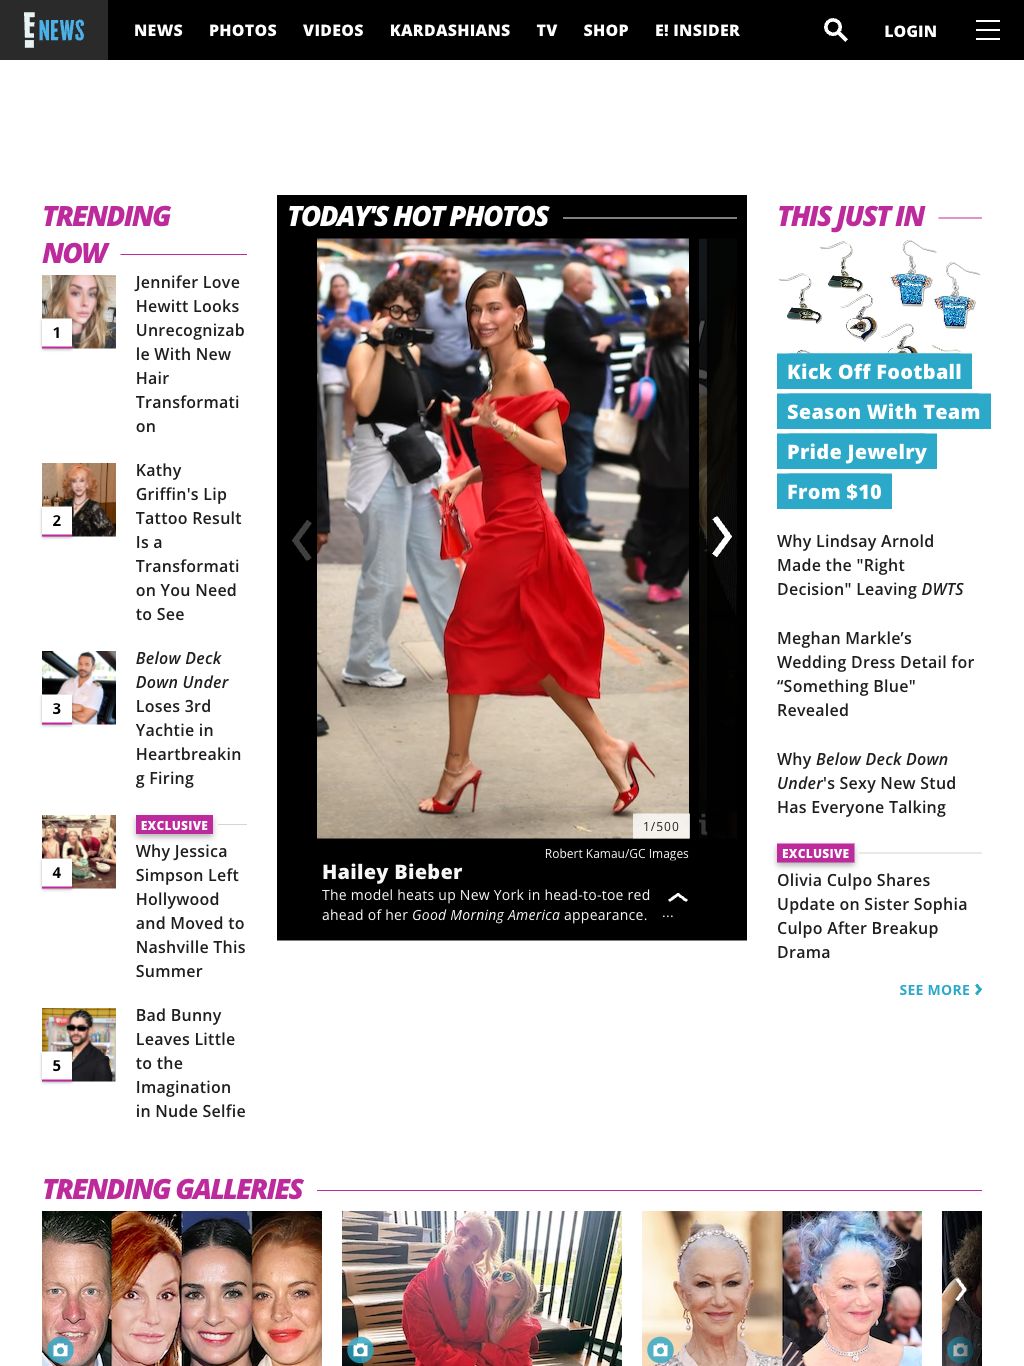 E! NEWS
NEWS PHOTOS VIDEOS KARDASHIANS TV SHOP E! INSIDER LOGIN
TRENDING
NOW
1
Jennifer Love
Hewitt Looks
Unrecognizab
le With New
Hair
Transformati
on
2
Kathy
Griffin's Lip
Tattoo Result
Is a
Transformati
on You Need
to See
3
Below Deck
Down Under
Loses 3rd
Yachtie in
Heartbreakin
g Firing
4
EXCLUSIVE
Why Jessica
Simpson Left
Hollywood
and Moved to
Nashville This
Summer
5
Bad Bunny
Leaves Little
to the
Imagination
in Nude Selfie
TODAY'S HOT PHOTOS
1/500
Robert Kamau/GC Images
Hailey Bieber
The model heats up New York in head-to-toe red
ahead of her Good Morning America appearance. ...
THIS JUST IN
Kick Off Football
Season With Team
Pride Jewelry
From $10
Why Lindsay Arnold
Made the "Right
Decision" Leaving DWTS
Meghan Markle’s
Wedding Dress Detail for
“Something Blue"
Revealed
Why Below Deck Down
Under's Sexy New Stud
Has Everyone Talking
EXCLUSIVE
Olivia Culpo Shares
Update on Sister Sophia
Culpo After Breakup
Drama
SEE MORE
TRENDING GALLERIES